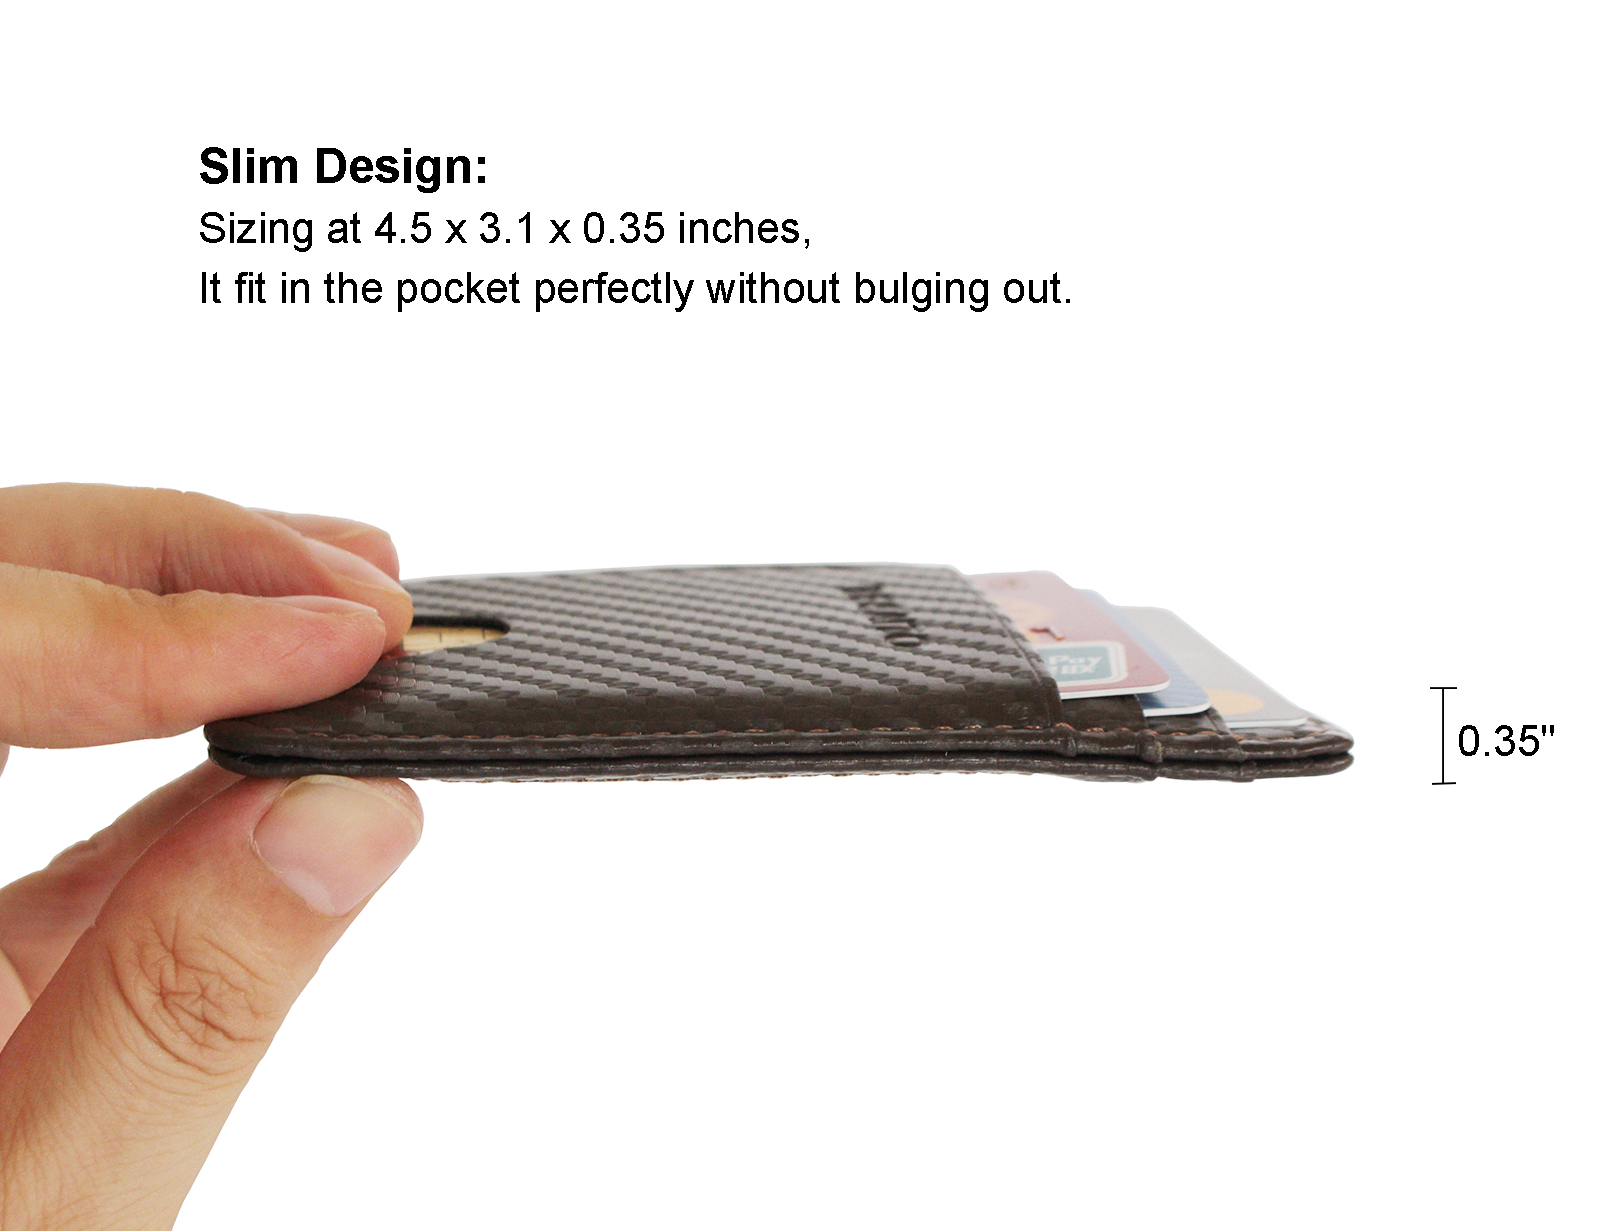 Slim Design:
Sizing at 4.5 x 3.1 x 0.35 inches,
It fit in the pocket perfectly without bulging out.
Pay
0.35"